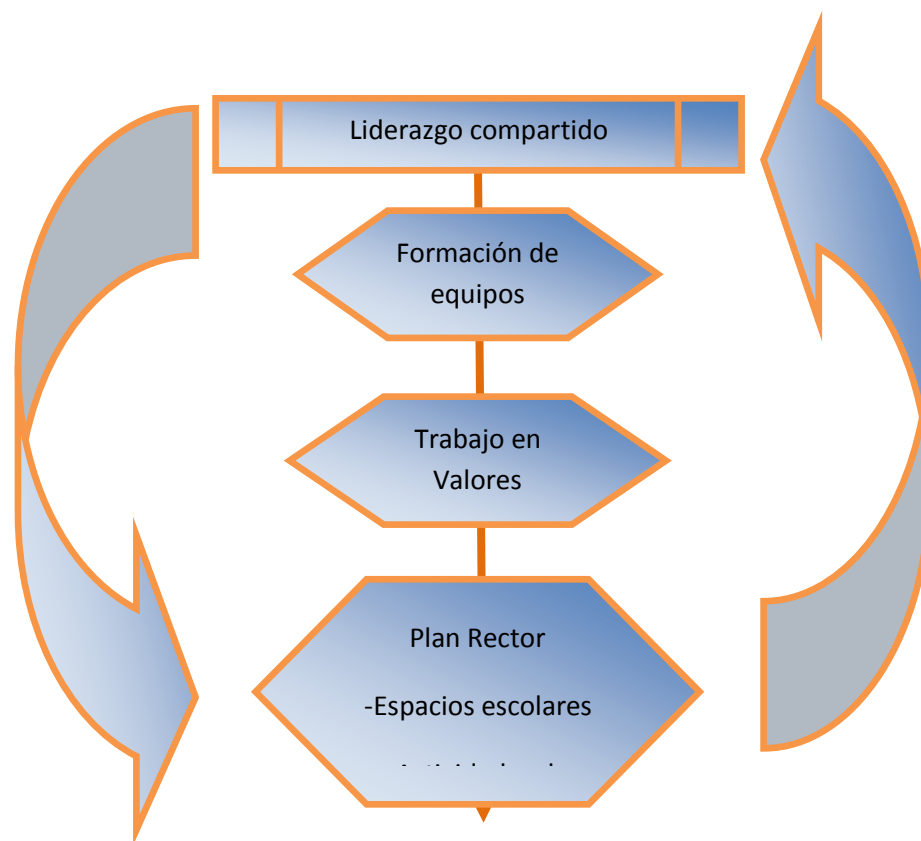 Liderazgo compartido
Formación de
equipos
Trabajo en
Valores
Plan Rector
-Espacios escolares